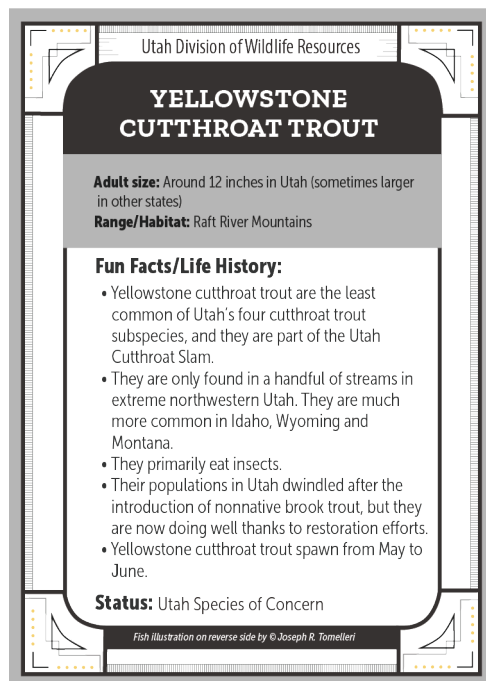 Utah Division of Wildlife Resources
YELLOWSTONE
CUTTHROAT TROUT
Adult size: Around 12 inches in Utah (sometimes larger
in other states)
Range/Habitat: Raft River Mountains
Fun Facts/Life History:
• Yellowstone cutthroat trout are the least
common of Utah's four cutthroat trout
subspecies, and they are part of the Utah
Cutthroat Slam.
• They are only found in a handful of streams in
extreme northwestern Utah. They are much
more common in Idaho, Wyoming and
Montana.
• They primarily eat insects.
• Their populations in Utah dwindled after the
introduction of nonnative brook trout, but they
are now doing well thanks to restoration efforts.
• Yellowstone cutthroat trout spawn from May to
June.
Status: Utah Species of Concern
Fish illustration on reverse side by © Joseph R. Tomelleri